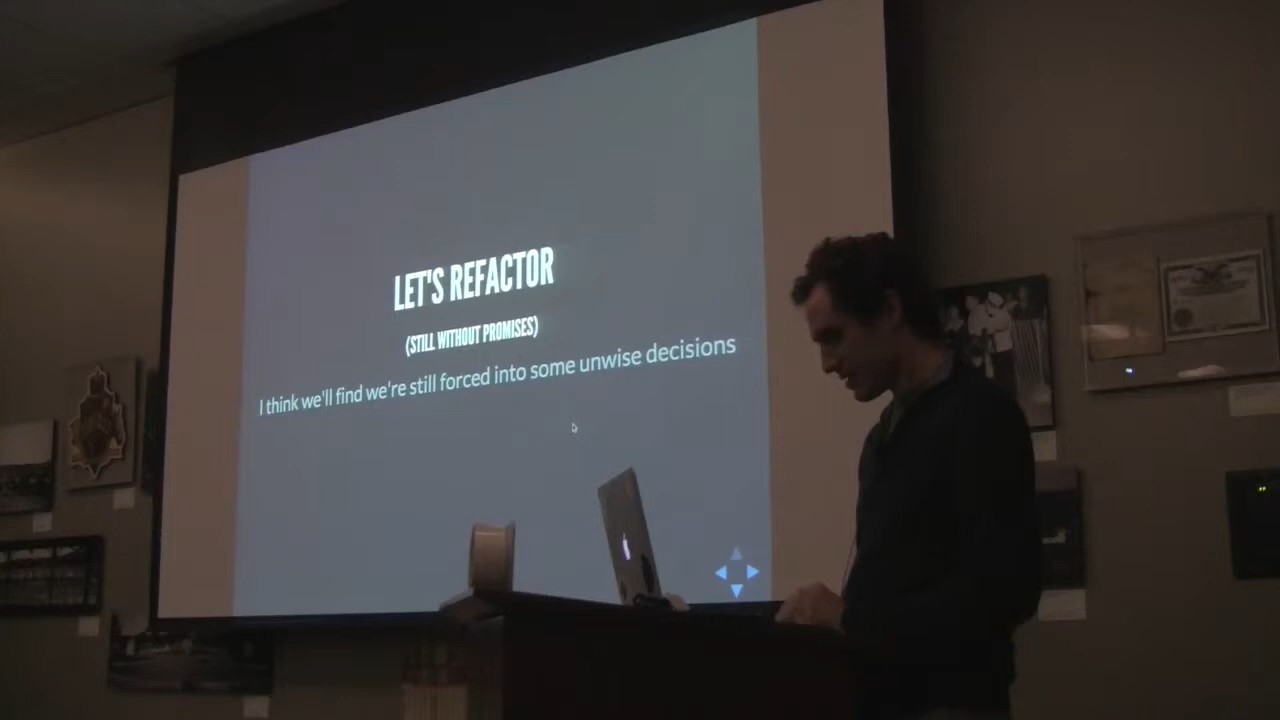 LET'S REFACTOR
(STILL WITHOUT PROMISES)
I think we'll find we're still forced into some unwise decisions